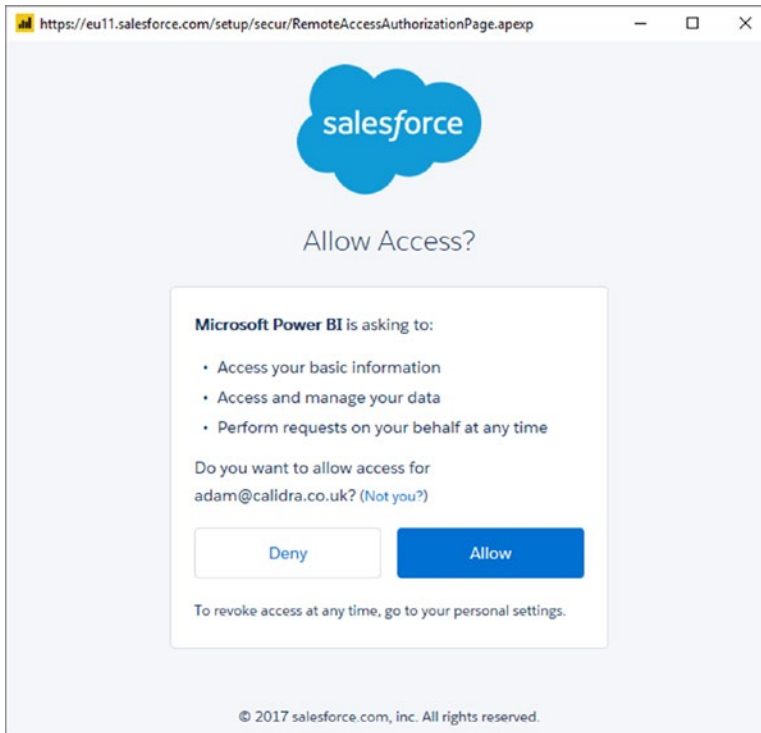 https://eu11.salesforce.com/setup/secur/RemoteAccessAuthorizationPage.apexp
salesforce
Allow Access?
Microsoft Power BI is asking to:
• Access your basic information
• Access and manage your data
• Perform requests on your behalf at any time
Do you want to allow access for
adam@calidra.co.uk? (Not you?)
Deny Allow
To revoke access at any time, go to your personal settings.
© 2017 salesforce.com, inc. All rights reserved.